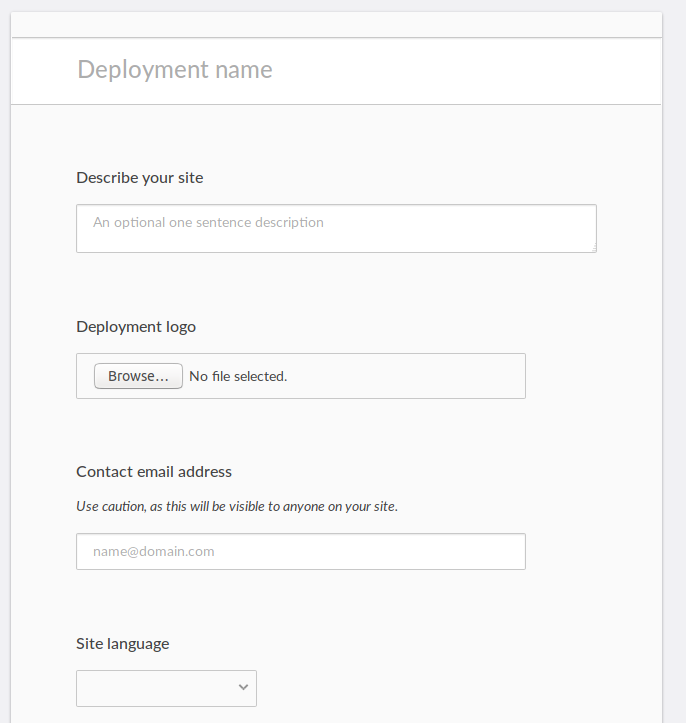 Deployment name
Describe your site
An optional one sentence description
Deployment logo
Browse... No file selected.
Contact email address
Use caution, as this will be visible to anyone on your site.
name@domain.com
Site language